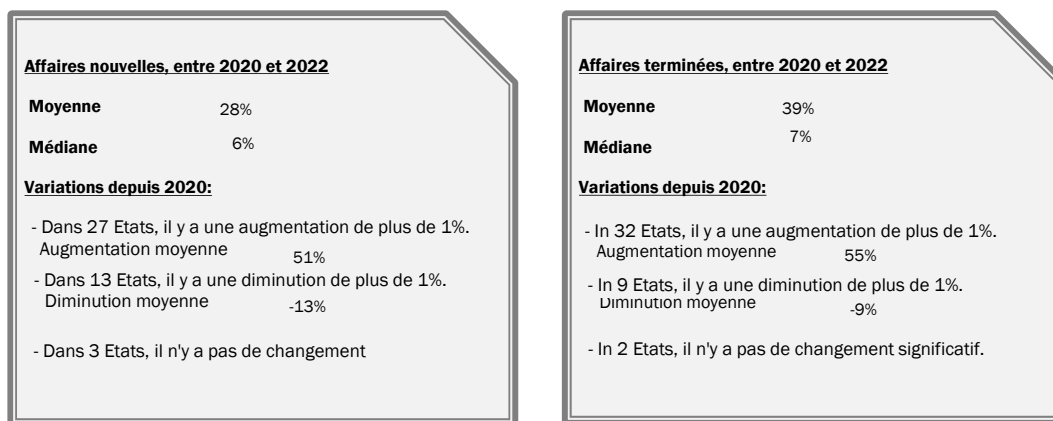 Affaires nouvelles, entre 2020 et 2022
Moyenne 28%
Médiane 6%
Variations depuis 2020:
- Dans 27 Etats, il y a une augmentation de plus de 1%.
Augmentation moyenne 51%
- Dans 13 Etats, il y a une diminution de plus de 1%.
Diminution moyenne -13%
- Dans 3 Etats, il n'y a pas de changement
Affaires terminées, entre 2020 et 2022
Moyenne 39%
Médiane 7%
Variations depuis 2020:
- In 32 Etats, il y a une augmentation de plus de 1%.
Augmentation moyenne 55%
- In 9 Etats, il y a une diminution de plus de 1%.
Diminution moyenne -9%
- In 2 Etats, il n'y a pas de changement significatif.